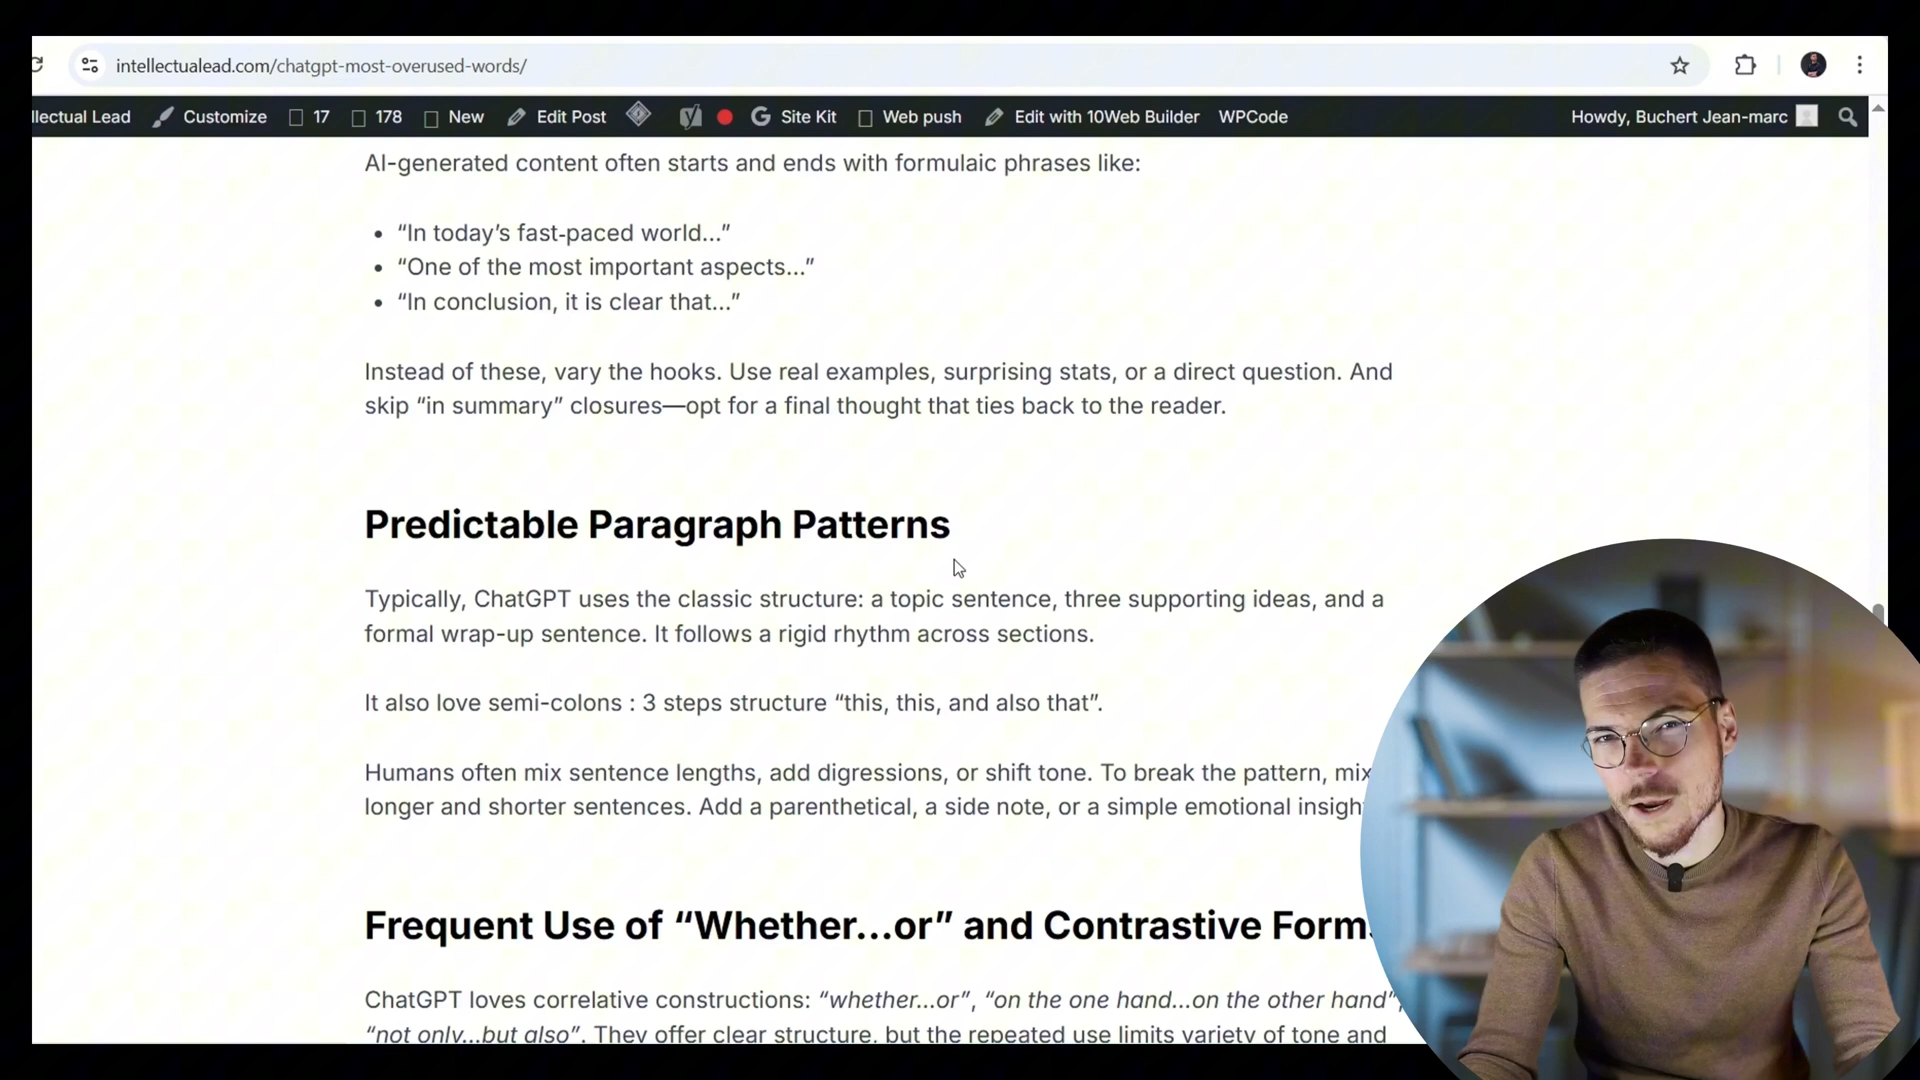 intellectualead.com/chatgpt-most-overused-words/
llectual Lead Customize 17 178 New Edit Post Site Kit Web push Edit with 10Web Builder WPCode Howdy, Buchert Jean-marc
AI-generated content often starts and ends with formulaic phrases like:
• “In today’s fast-paced world…”
• “One of the most important aspects…”
• “In conclusion, it is clear that…”
Instead of these, vary the hooks. Use real examples, surprising stats, or a direct question. And
skip “in summary” closures—opt for a final thought that ties back to the reader.
Predictable Paragraph Patterns
Typically, ChatGPT uses the classic structure: a topic sentence, three supporting ideas, and a
formal wrap-up sentence. It follows a rigid rhythm across sections.
It also love semi-colons : 3 steps structure “this, this, and also that”.
Humans often mix sentence lengths, add digressions, or shift tone. To break the pattern, mix
longer and shorter sentences. Add a parenthetical, a side note, or a simple emotional insigh
Frequent Use of “Whether…or” and Contrastive Form
ChatGPT loves correlative constructions: “whether…or”, “on the one hand…on the other hand”,
“not only…but also”. They offer clear structure, but the repeated use limits variety of tone and